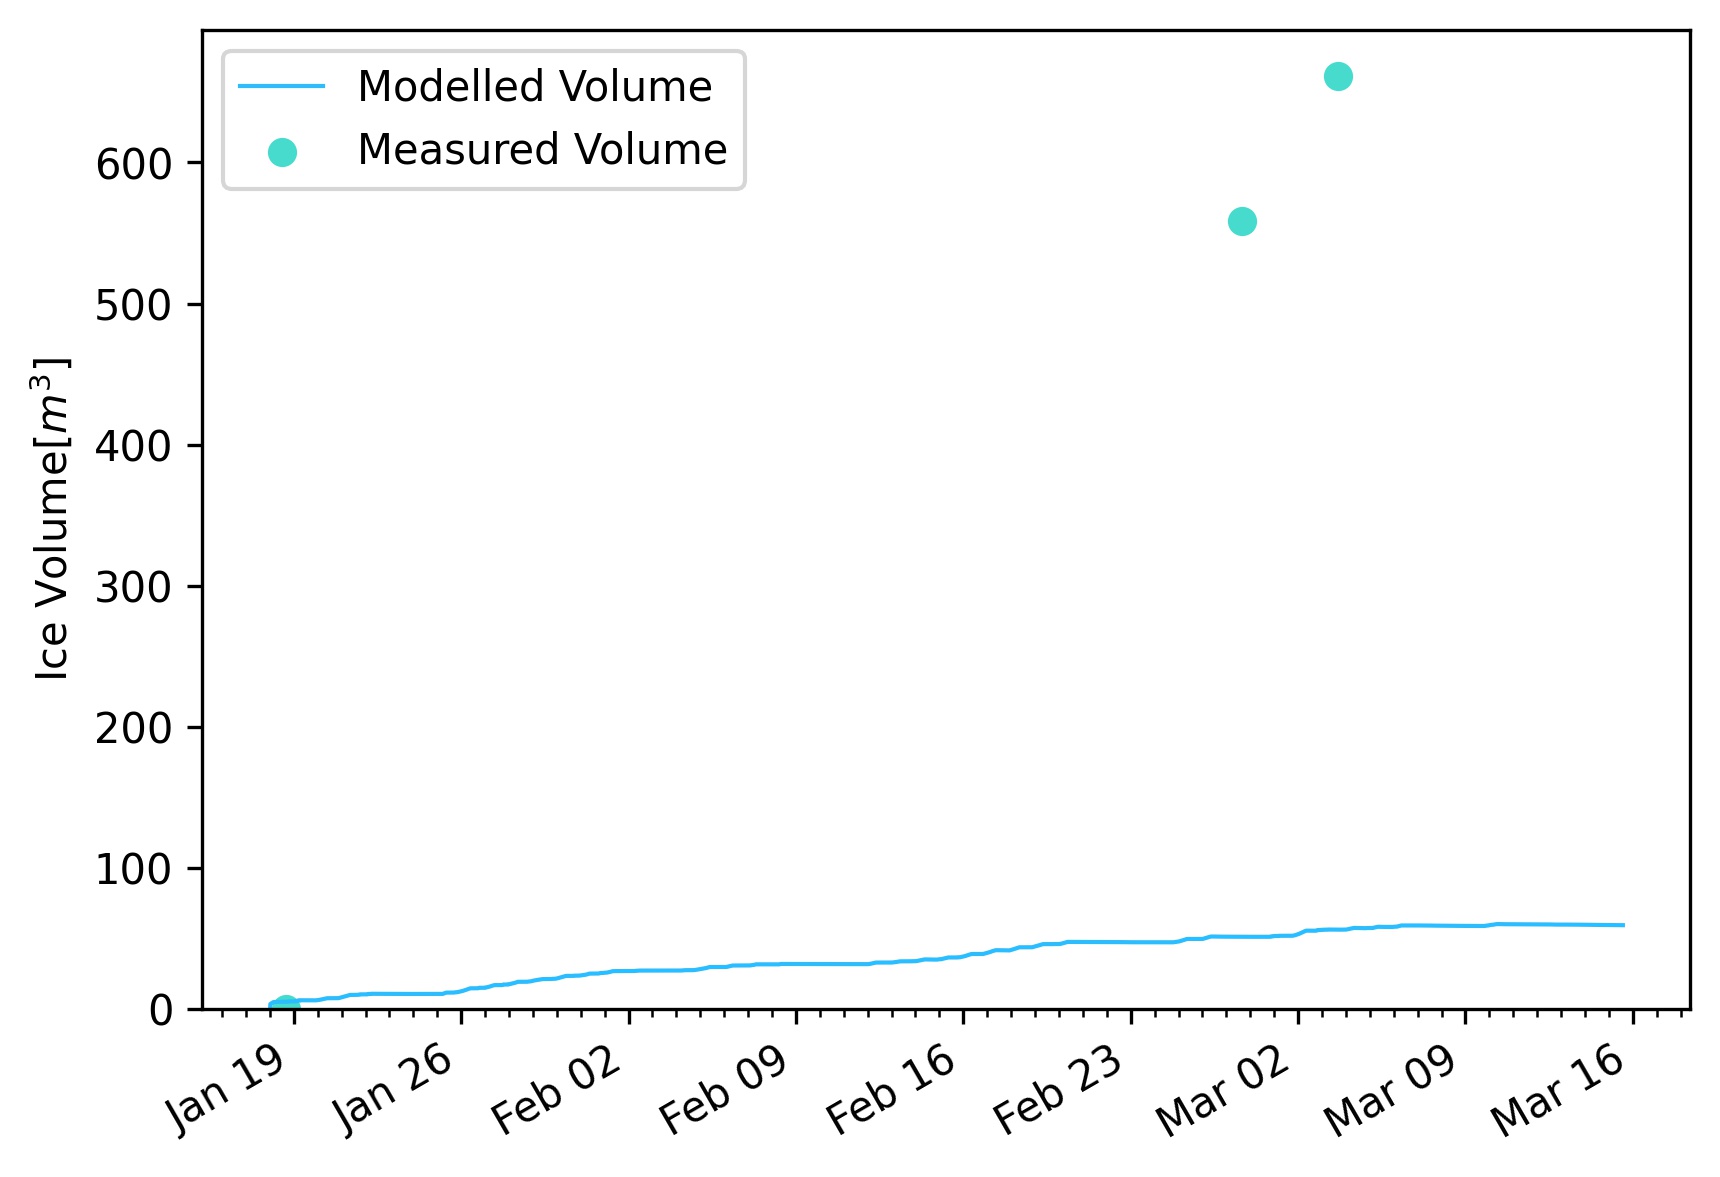 Modelled Volume
Measured Volume
600
500
400
300
200
100
0
Ice Volume[$m^3$]
Jan 19
Jan 26
Feb 02
Feb 09
Feb 16
Feb 23
Mar 02
Mar 09
Mar 16